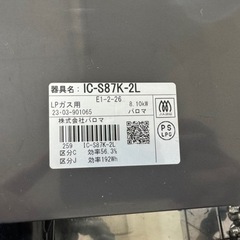 器具名: IC-S87K-2L
E1-2-26
LPガス用 8.10kW
23·03-901065 パロマ
株式会社パロマ
259 IC-S87K-2L
区分C 効率56.3%
区分J 効率192Wh
PS
LPG